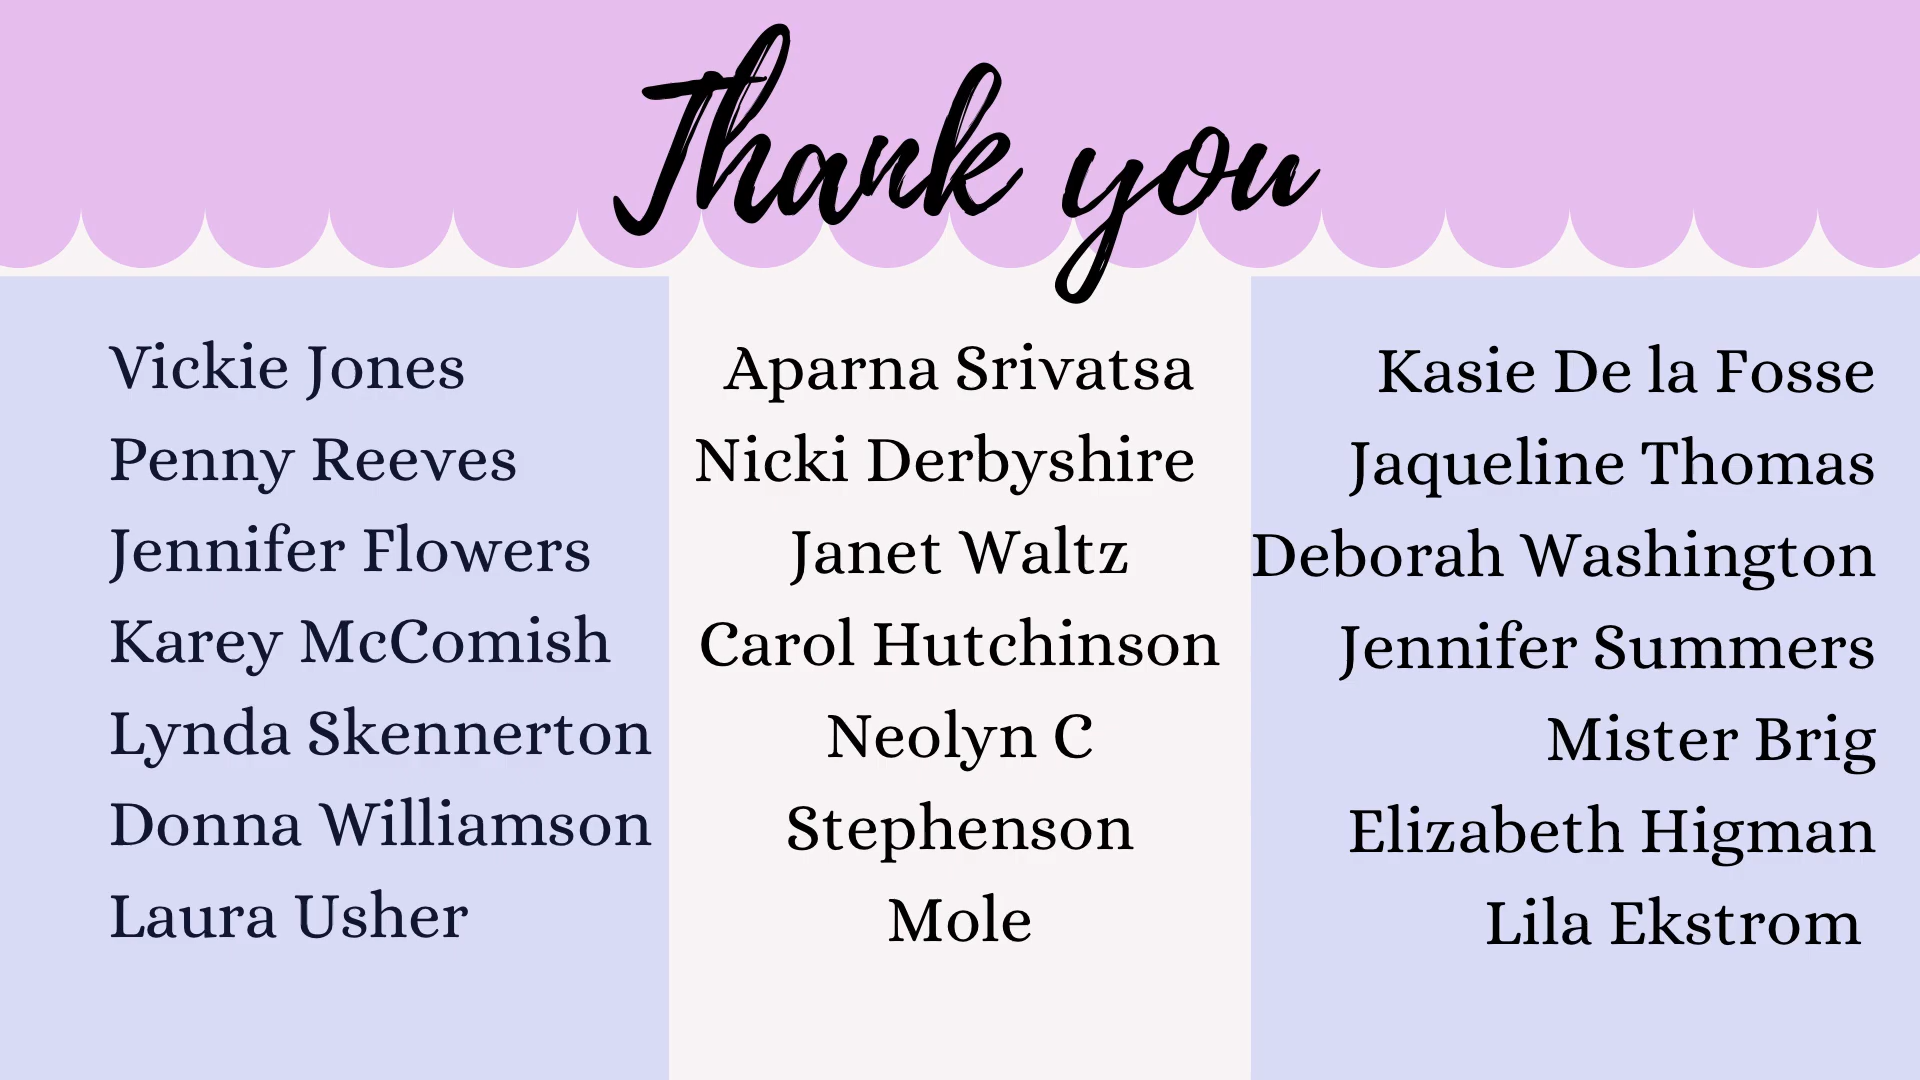 Thank you
Vickie Jones
Penny Reeves
Jennifer Flowers
Karey McComish
Lynda Skennerton
Donna Williamson
Laura Usher
Aparna Srivatsa
Nicki Derbyshire
Janet Waltz
Carol Hutchinson
Neolyn C
Stephenson
Mole
Kasie De la Fosse
Jaqueline Thomas
Deborah Washington
Jennifer Summers
Mister Brig
Elizabeth Higman
Lila Ekstrom